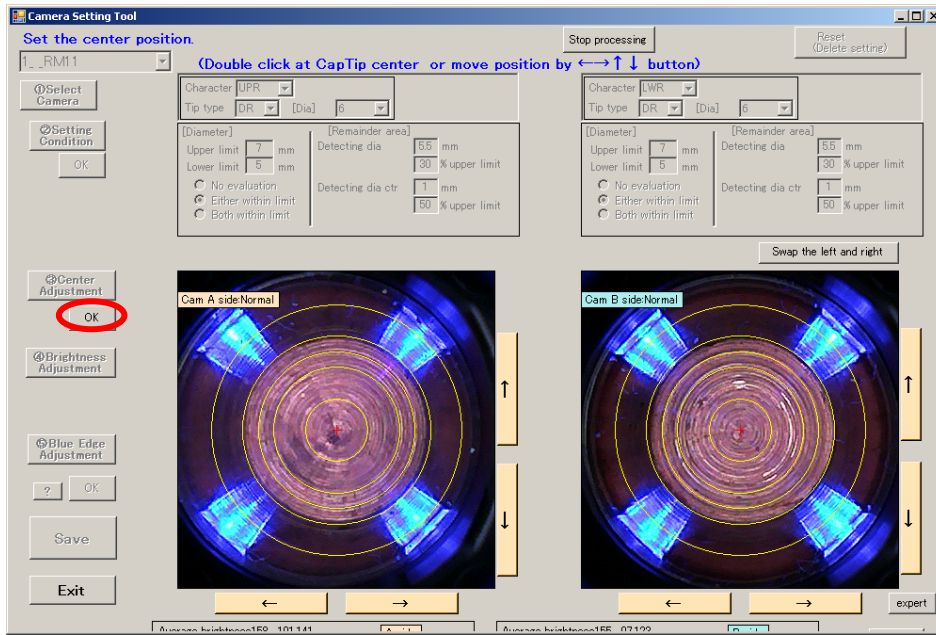 Camera Setting Tool
Set the center position.
Stop processing
Reset
(Delete setting)
1_ _RM11
(Double click at CapTip center or move position by ←→↑↓ button)
①Select
Camera
②Setting
Condition
OK
Character UPR
Tip type DR [Dia] 6
[Diameter]
Upper limit 7 mm
Lower limit 5 mm
No evaluation
Either within limit
Both within limit
[Remainder area]
Detecting dia 5.5 mm
30 % upper limit
Detecting dia ctr 1 mm
50 % upper limit
Character LWR
Tip type DR [Dia] 6
[Diameter]
Upper limit 7 mm
Lower limit 5 mm
No evaluation
Either within limit
Both within limit
[Remainder area]
Detecting dia 5.5 mm
30 % upper limit
Detecting dia ctr 1 mm
50 % upper limit
Swap the left and right
③Center
Adjustment
OK
④Brightness
Adjustment
⑤Blue Edge
Adjustment
? OK
Save
Exit
Cam A side:Normal
↑
↓
← →
Cam B side:Normal
↑
↓
← →
expert
Average brightness158
Average brightness155